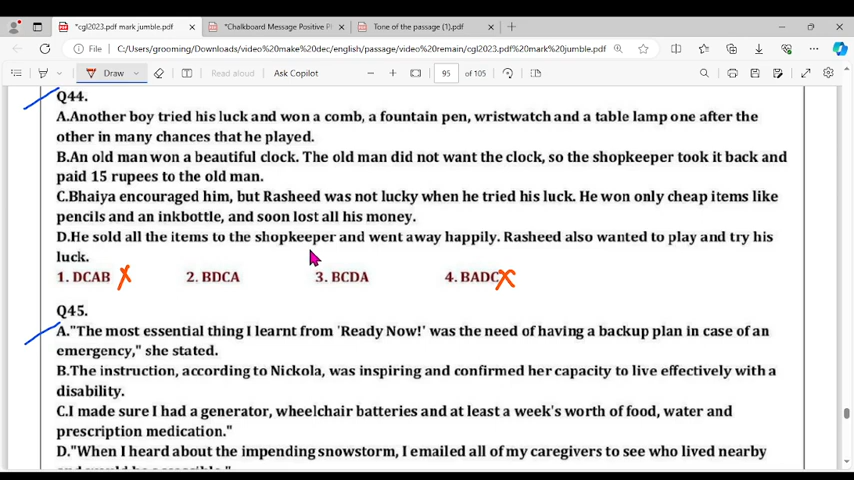 *cgl2023.pdf mark jumble.pdf
*Chalkboard Message Positive P
Tone of the passage (1).pdf
File
C:/Users/grooming/Downloads/video%20make%20dec/english/passage/video%20remain/cgl2023.pdf%20mark%20jumble.pdf
Draw
Read aloud
Ask Copilot
95 of 105
Q44.
A.Another boy tried his luck and won a comb, a fountain pen, wristwatch and a table lamp one after the
other in many chances that he played.
B.An old man won a beautiful clock. The old man did not want the clock, so the shopkeeper took it back and
paid 15 rupees to the old man.
C.Bhaiya encouraged him, but Rasheed was not lucky when he tried his luck. He won only cheap items like
pencils and an inkbottle, and soon lost all his money.
D.He sold all the items to the shopkeeper and went away happily. Rasheed also wanted to play and try his
luck.
1. DCAB 2. BDCA 3. BCDA 4. BADC
Q45.
A."The most essential thing I learnt from 'Ready Now!' was the need of having a backup plan in case of an
emergency," she stated.
B.The instruction, according to Nickola, was inspiring and confirmed her capacity to live effectively with a
disability.
C.I made sure I had a generator, wheelchair batteries and at least a week's worth of food, water and
prescription medication."
D."When I heard about the impending snowstorm, I emailed all of my caregivers to see who lived nearby